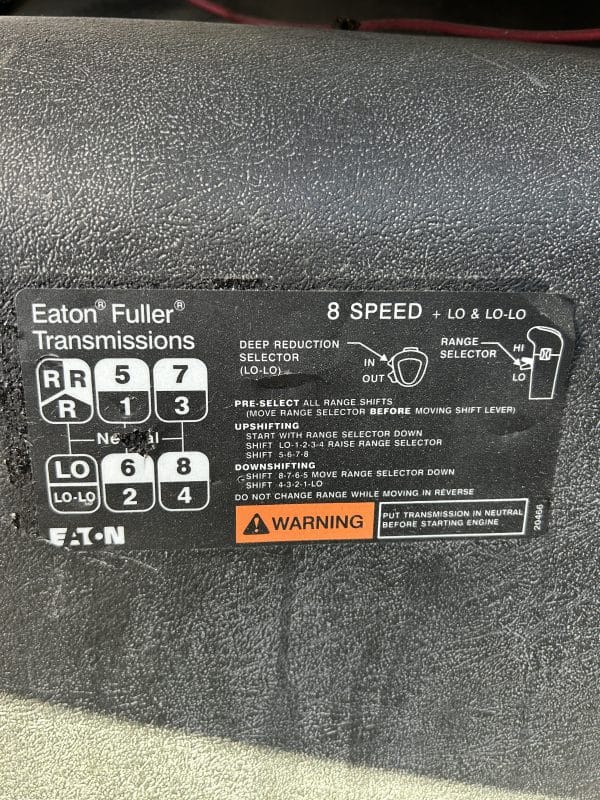 Eaton® Fuller®
Transmissions
8 SPEED + LO & LO-LO
R R 5 7
R 1 3
Neutral
LO 6 8
LO-LO 2 4
EATON
DEEP REDUCTION
SELECTOR
(LO-LO)
IN
OUT
RANGE
SELECTOR
HI
LO
PRE-SELECT ALL RANGE SHIFTS
(MOVE RANGE SELECTOR BEFORE MOVING SHIFT LEVER)
UPSHIFTING
START WITH RANGE SELECTOR DOWN
SHIFT LO-1-2-3-4 RAISE RANGE SELECTOR
SHIFT 5-6-7-8
DOWNSHIFTING
SHIFT 8-7-6-5 MOVE RANGE SELECTOR DOWN
SHIFT 4-3-2-1-LO
DO NOT CHANGE RANGE WHILE MOVING IN REVERSE
WARNING
PUT TRANSMISSION IN NEUTRAL
BEFORE STARTING ENGINE
20466